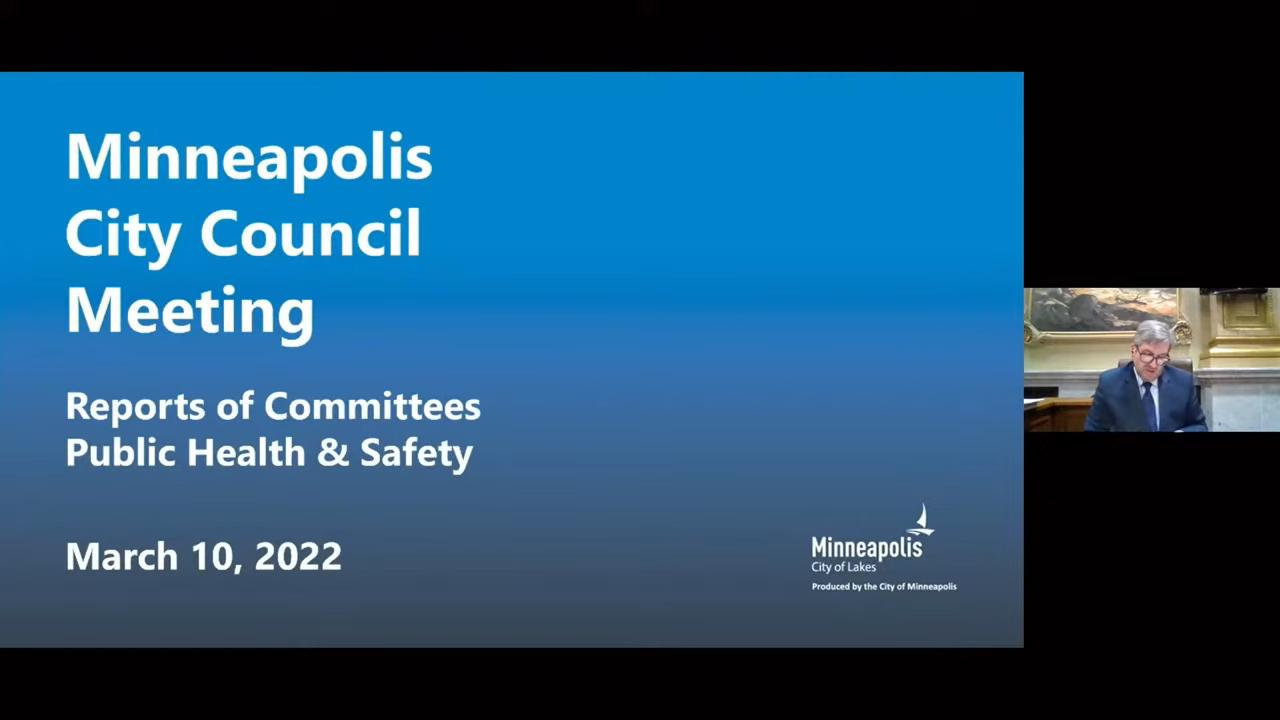 Minneapolis
City Council
Meeting
Reports of Committees
Public Health & Safety
March 10, 2022
Minneapolis
City of Lakes
Produced by the City of Minneapolis